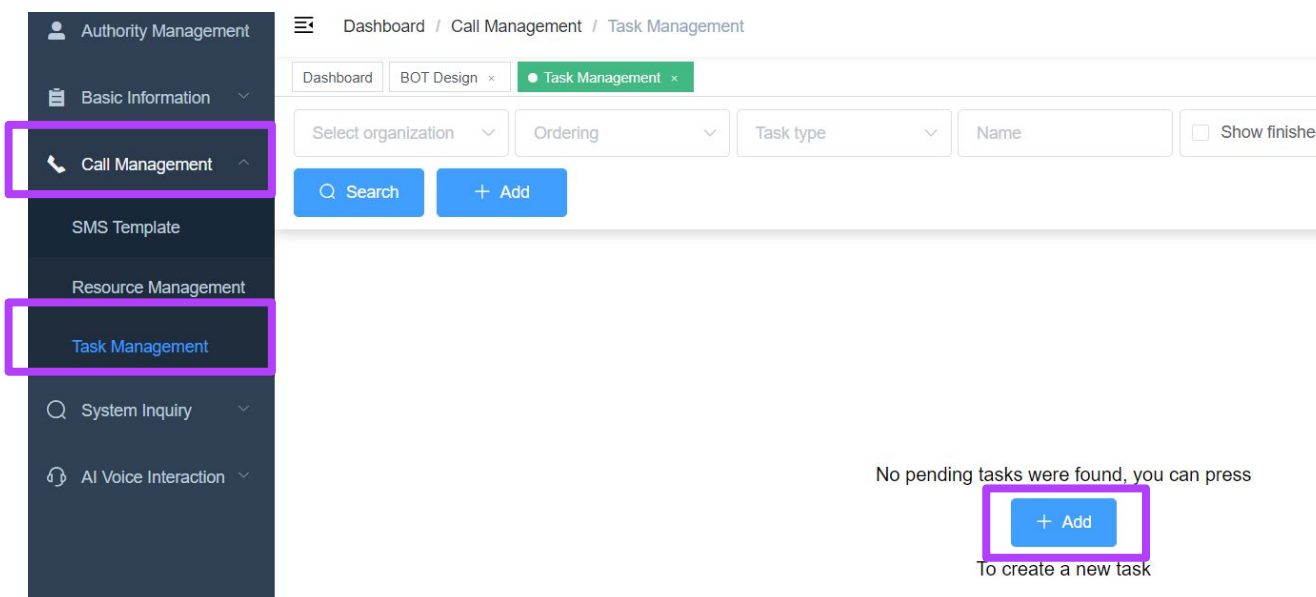 Authority Management
Basic Information
Call Management
SMS Template
Resource Management
Task Management
System Inquiry
AI Voice Interaction
Dashboard / Call Management / Task Management
Dashboard
BOT Design ×
Task Management ×
Select organization
Ordering
Task type
Name
Show finishe
Search
+ Add
No pending tasks were found, you can press
+ Add
To create a new task